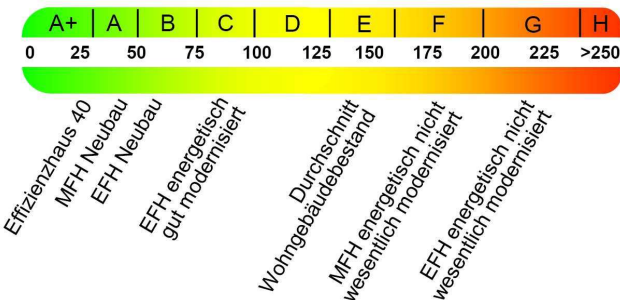 A+ A B C D E F G H
0 25 50 75 100 125 150 175 200 225 >250
Effizienzhaus 40
MFH Neubau
EFH Neubau
EFH energetisch
gut modernisiert
Durchschnitt
Wohngebäudebestand
MFH energetisch nicht
wesentlich modernisiert
EFH energetisch nicht
wesentlich modernisiert